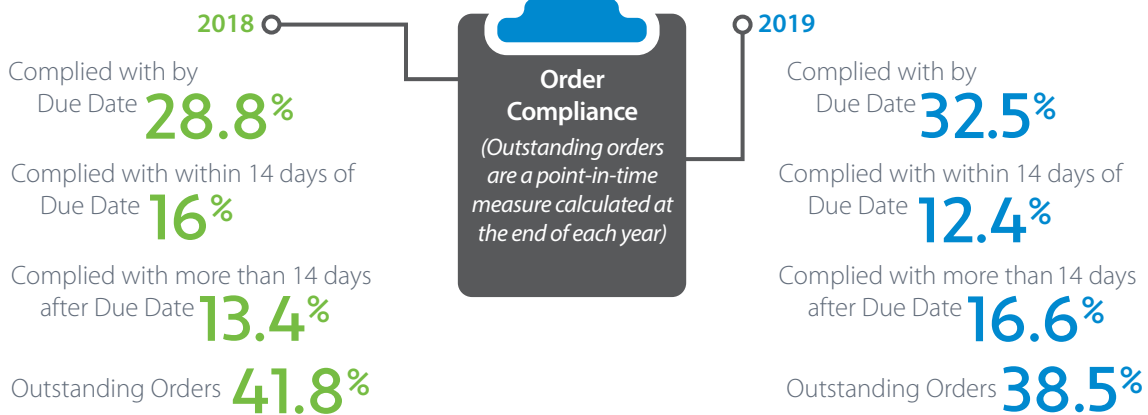 2018
Complied with by
Due Date 28.8%
Complied with within 14 days of
Due Date 16%
Complied with more than 14 days
after Due Date 13.4%
Outstanding Orders 41.8%
Order
Compliance
(Outstanding orders
are a point-in-time
measure calculated at
the end of each year)
2019
Complied with by
Due Date 32.5%
Complied with within 14 days of
Due Date 12.4%
Complied with more than 14 days
after Due Date 16.6%
Outstanding Orders 38.5%